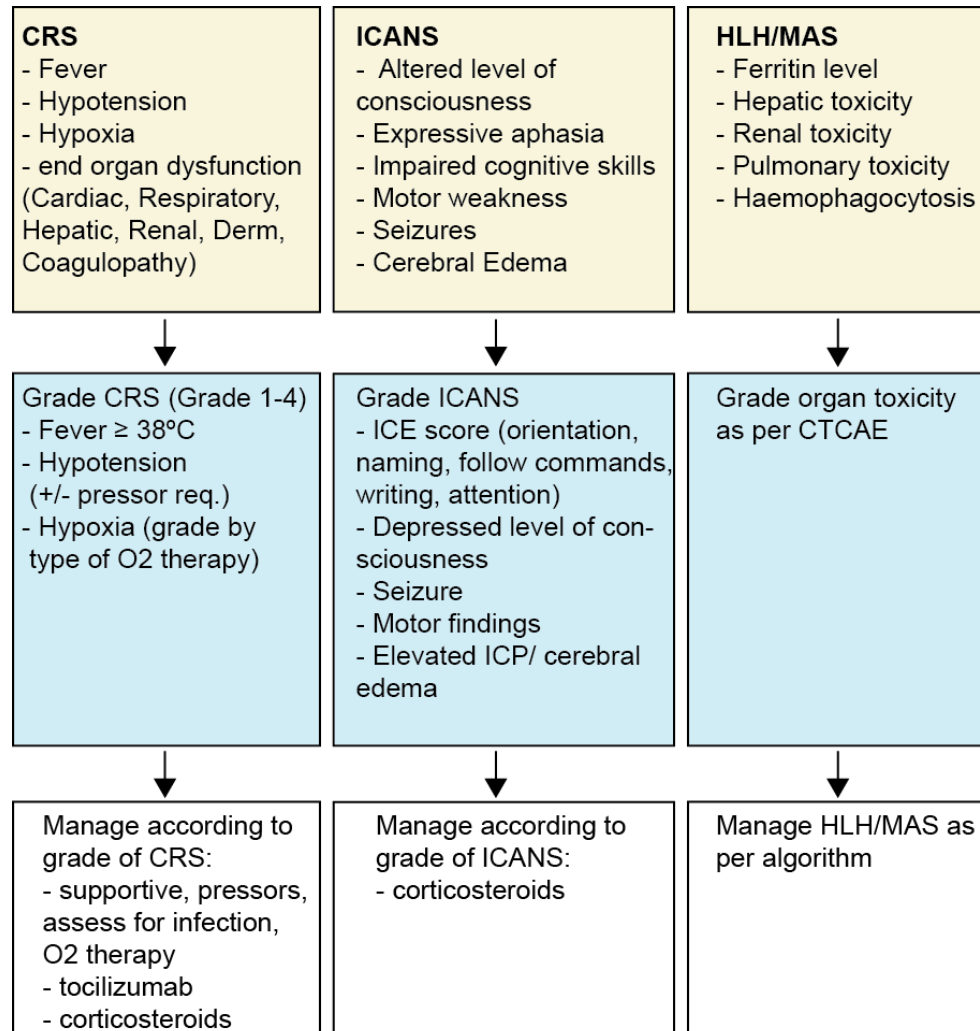 CRS
- Fever
- Hypotension
- Hypoxia
- end organ dysfunction
(Cardiac, Respiratory,
Hepatic, Renal, Derm,
Coagulopathy)
ICANS
- Altered level of
consciousness
- Expressive aphasia
- Impaired cognitive skills
- Motor weakness
- Seizures
- Cerebral Edema
HLH/MAS
- Ferritin level
- Hepatic toxicity
- Renal toxicity
- Pulmonary toxicity
- Haemophagocytosis
Grade CRS (Grade 1-4)
- Fever ≥ 38ºC
- Hypotension
(+/- pressor req.)
- Hypoxia (grade by
type of O2 therapy)
Grade ICANS
- ICE score (orientation,
naming, follow commands,
writing, attention)
- Depressed level of con-
sciousness
- Seizure
- Motor findings
- Elevated ICP/ cerebral
edema
Grade organ toxicity
as per CTCAE
Manage according to
grade of CRS:
- supportive, pressors,
assess for infection,
O2 therapy
- tocilizumab
- corticosteroids
Manage according to
grade of ICANS:
- corticosteroids
Manage HLH/MAS as
per algorithm